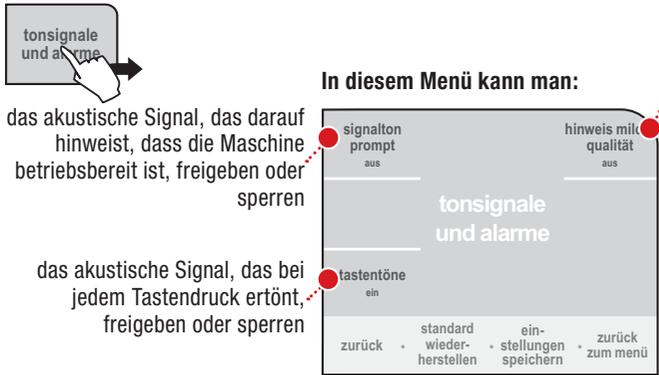 tonsignale
und alarme
In diesem Menü kann man:
das akustische Signal, das darauf
hinweist, dass die Maschine
betriebsbereit ist, freigeben oder
sperren
das akustische Signal, das bei
jedem Tastendruck ertönt,
freigeben oder sperren
signalton
prompt
aus
hinweis milch
qualität
aus
tonsignale
und alarme
tastentöne
ein
zurück
standard
wieder-
herstellen
ein-
stellungen
speichern
zurück
zum menü